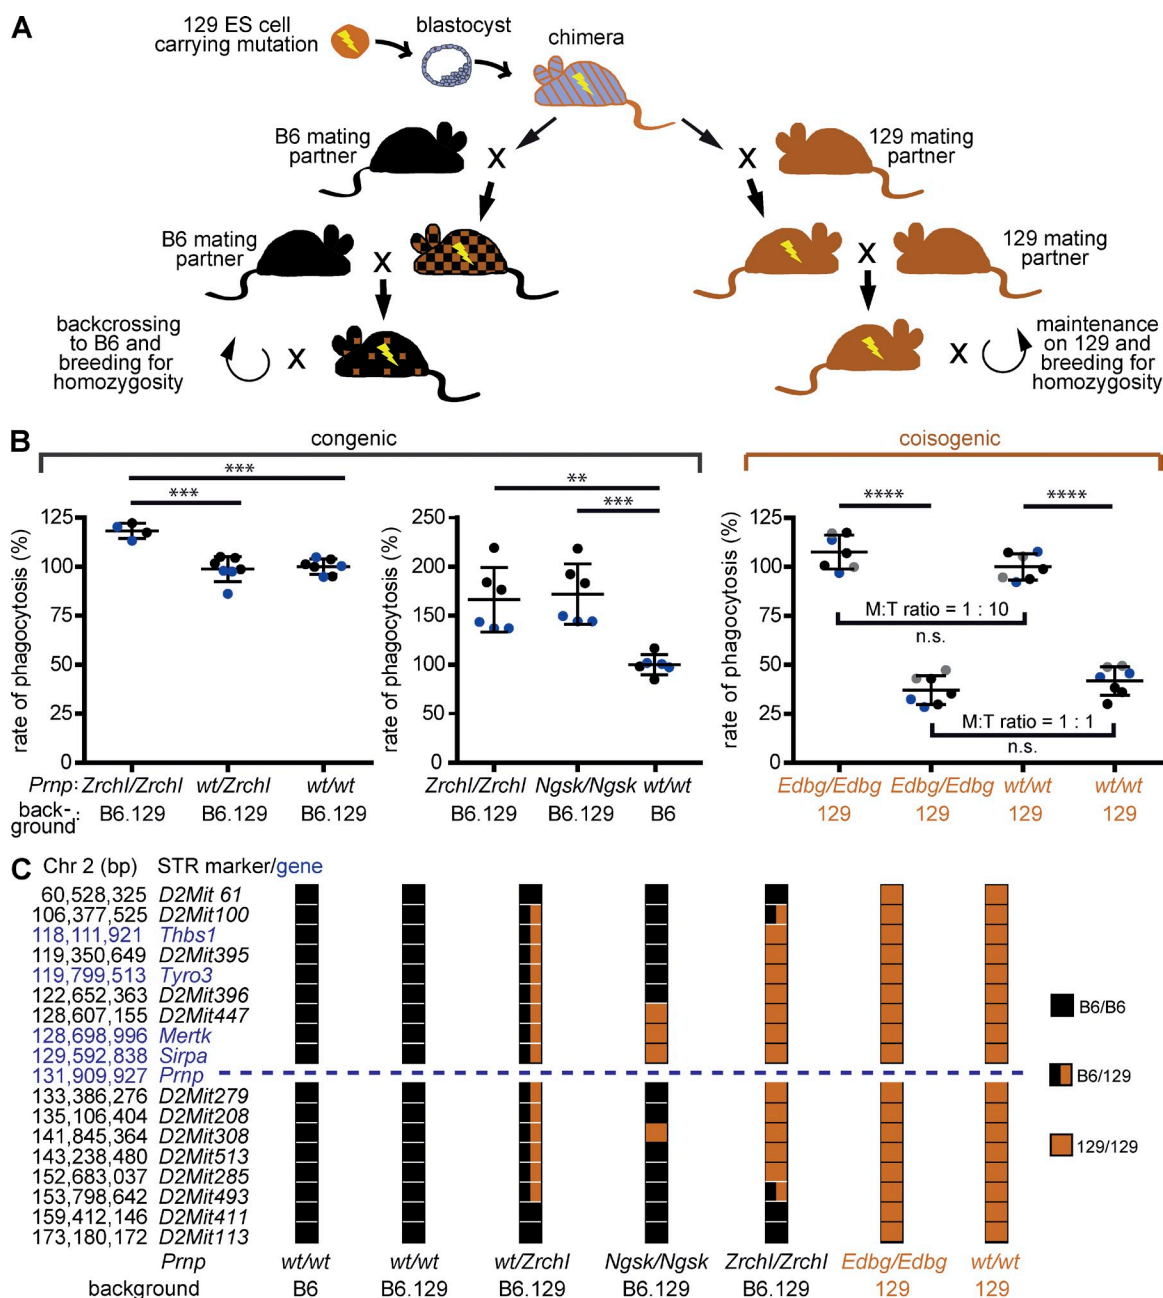 A
129 ES cell
carrying mutation
blastocyst
chimera
B6 mating
partner
X
X
129 mating
partner
B6 mating
partner
X
X
129 mating
partner
backcrossing
to B6 and
breeding for
homozygosity
X
X
maintenance
on 129 and
breeding for
homozygosity
B
congenic
coisogenic
***
***
rate of phagocytosis (%)
125
100
75
50
25
0
Prnp: Zrchl/Zrchl wt/Zrchl wt/wt
back-
ground: B6.129 B6.129 B6.129
**
***
rate of phagocytosis (%)
250
200
150
100
50
0
Zrchl/Zrchl Ngsk/Ngsk wt/wt
B6.129 B6.129 B6
**** ****
rate of phagocytosis (%)
125
100
75
50
25
0
M:T ratio = 1 : 10
n.s.
M:T ratio = 1 : 1
n.s.
Edbg/Edbg Edbg/Edbg wt/wt wt/wt
129 129 129 129
C
Chr 2 (bp) STR marker/gene
60,528,325 D2Mit 61
106,377,525 D2Mit100
118,111,921 Thbs1
119,350,649 D2Mit395
119,799,513 Tyro3
122,652,363 D2Mit396
128,607,155 D2Mit447
128,698,996 Mertk
129,592,838 Sirpa
131,909,927 Prnp
133,386,276 D2Mit279
135,106,404 D2Mit208
141,845,364 D2Mit308
143,238,480 D2Mit513
152,683,037 D2Mit285
153,798,642 D2Mit493
159,412,146 D2Mit411
173,180,172 D2Mit113
B6/B6
B6/129
129/129
Prnp wt/wt wt/wt wt/Zrchl Ngsk/Ngsk Zrchl/Zrchl Edbg/Edbg wt/wt
background B6 B6.129 B6.129 B6.129 B6.129 129 129